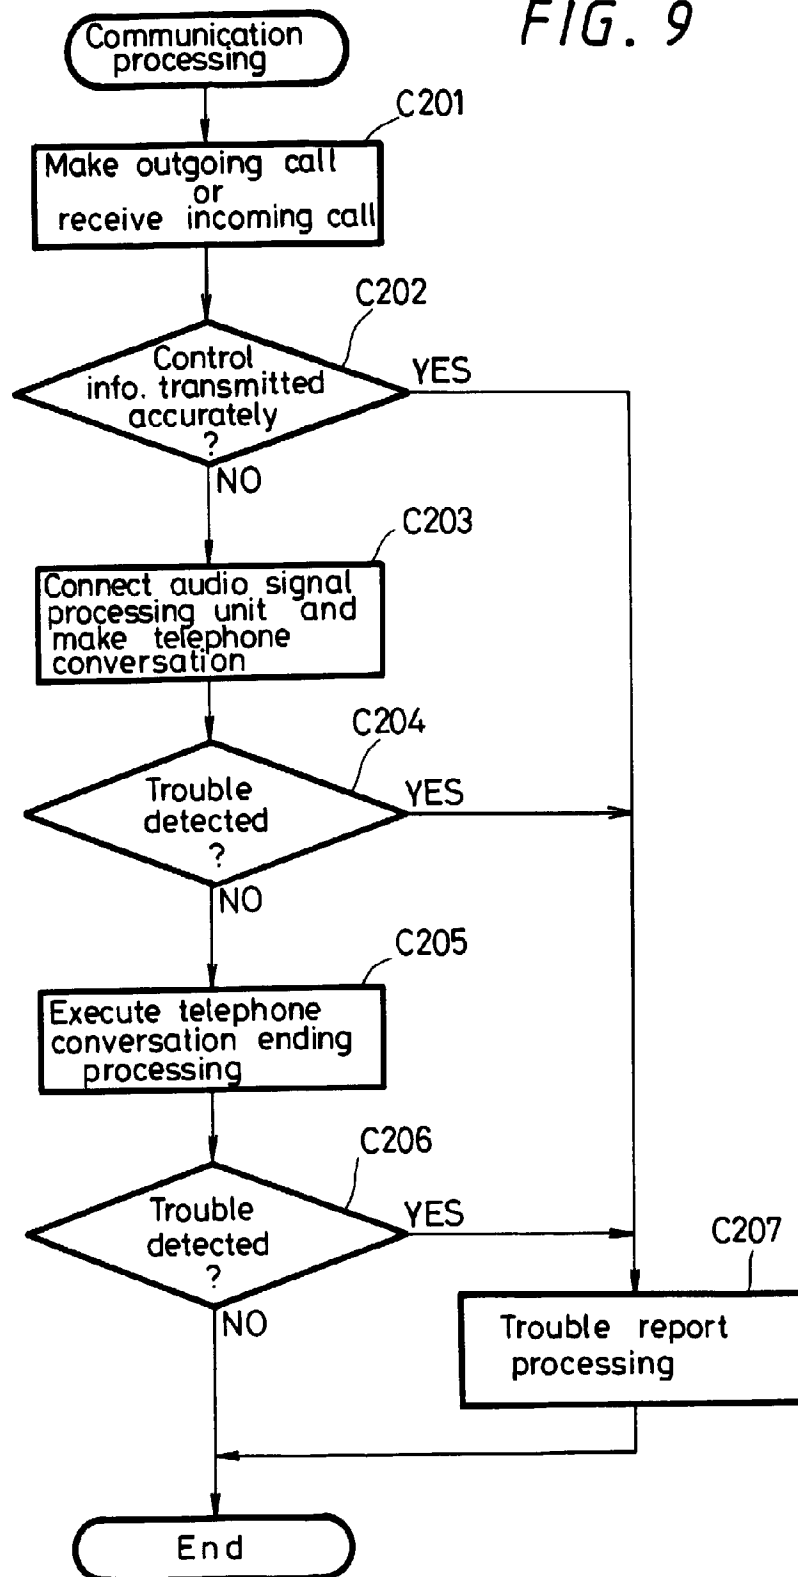 FIG. 9
Communication
processing
C201
Make outgoing call
or
receive incoming call
C202
Control
info. transmitted
accurately
?
YES
NO
C203
Connect audio signal
processing unit and
make telephone
conversation
C204
Trouble
detected
?
YES
NO
C205
Execute telephone
conversation ending
processing
C206
Trouble
detected
?
YES
NO
C207
Trouble report
processing
End